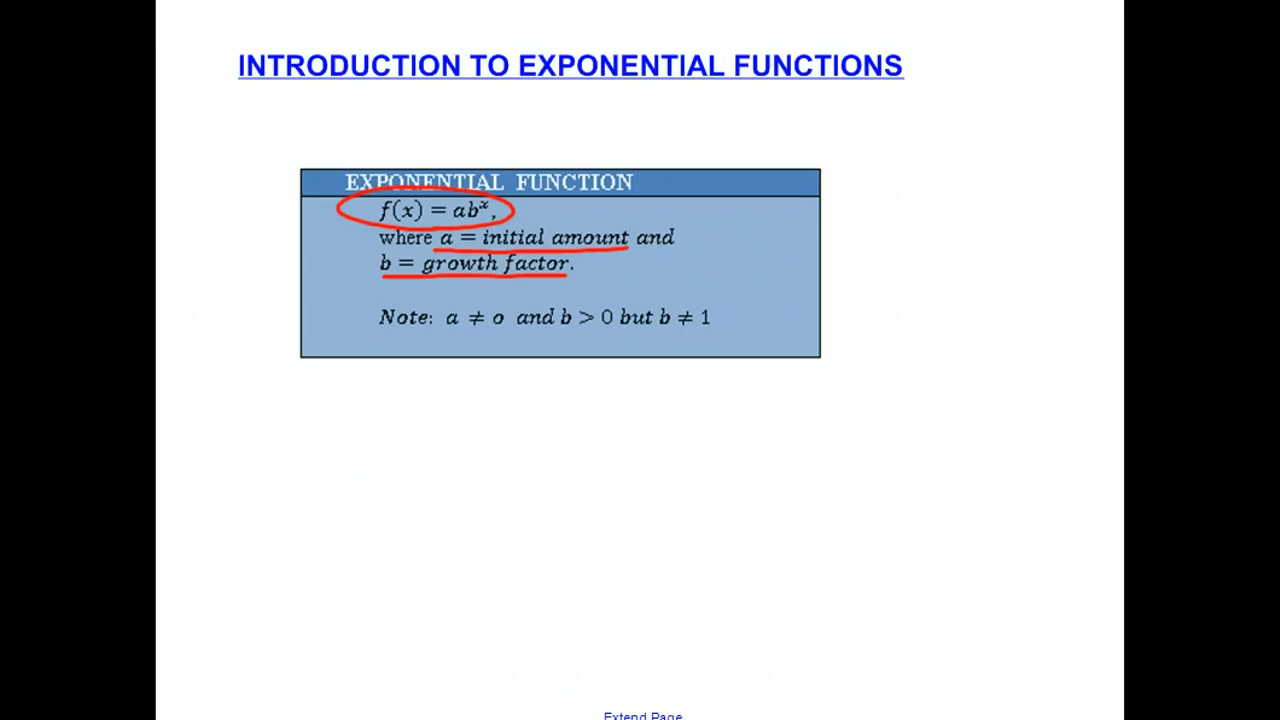 INTRODUCTION TO EXPONENTIAL FUNCTIONS
EXPONENTIAL FUNCTION
f(x) = abˣ,
where a = initial amount and
b = growth factor.
Note: a ≠ o and b > 0 but b ≠ 1
Extend Page